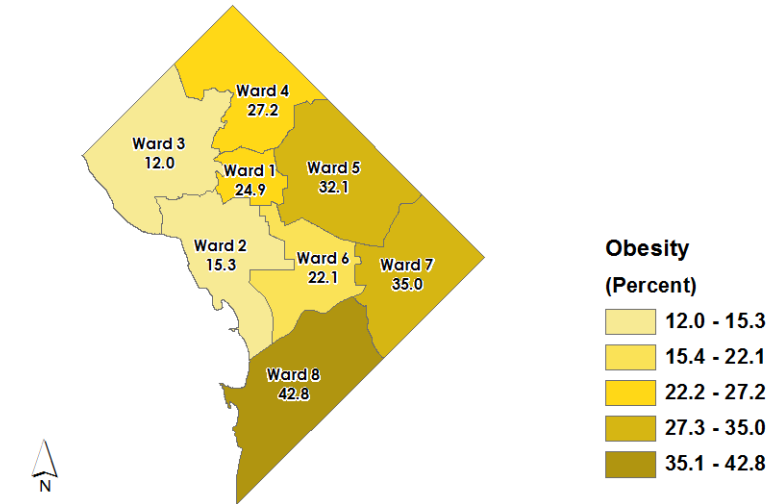 Ward 4
27.2
Ward 3
12.0
Ward 1
24.9
Ward 5
32.1
Ward 2
15.3
Ward 6
22.1
Ward 7
35.0
Ward 8
42.8
Obesity
(Percent)
12.0 - 15.3
15.4 - 22.1
22.2 - 27.2
27.3 - 35.0
35.1 - 42.8
N